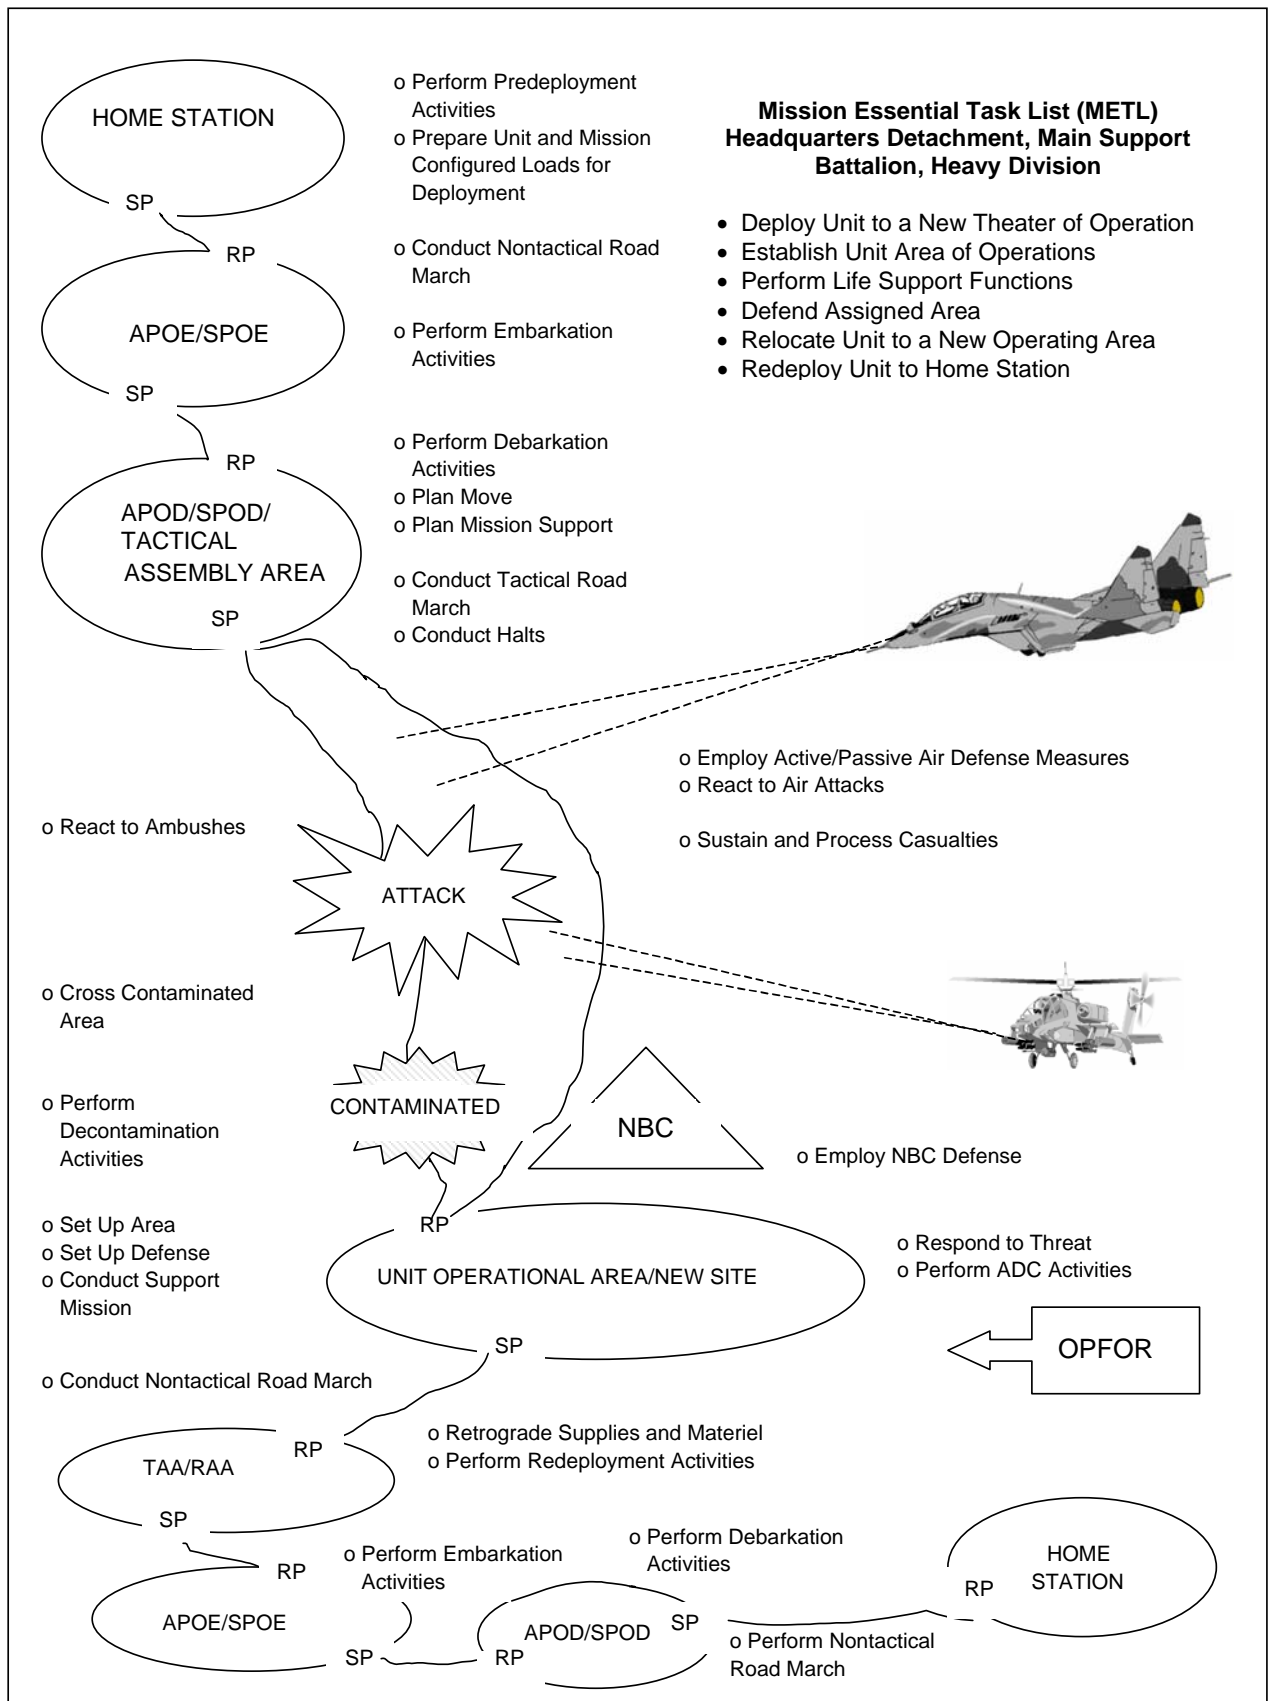 HOME STATION
o Perform Predeployment
Activities
o Prepare Unit and Mission
Configured Loads for
Deployment
Mission Essential Task List (METL)
Headquarters Detachment, Main Support
Battalion, Heavy Division
SP
RP
o Conduct Nontactical Road
March
• Deploy Unit to a New Theater of Operation
• Establish Unit Area of Operations
• Perform Life Support Functions
• Defend Assigned Area
• Relocate Unit to a New Operating Area
• Redeploy Unit to Home Station
APOE/SPOE
o Perform Embarkation
Activities
SP
RP
o Perform Debarkation
Activities
o Plan Move
o Plan Mission Support
APOD/SPOD/
TACTICAL
ASSEMBLY AREA
o Conduct Tactical Road
March
o Conduct Halts
SP
o Employ Active/Passive Air Defense Measures
o React to Air Attacks
o React to Ambushes
o Sustain and Process Casualties
ATTACK
o Cross Contaminated
Area
CONTAMINATED
o Perform
Decontamination
Activities
NBC
o Employ NBC Defense
RP
o Set Up Area
o Set Up Defense
o Conduct Support
Mission
UNIT OPERATIONAL AREA/NEW SITE
o Respond to Threat
o Perform ADC Activities
SP
OPFOR
o Conduct Nontactical Road March
RP
TAA/RAA
o Retrograde Supplies and Materiel
o Perform Redeployment Activities
SP
RP
o Perform Embarkation
Activities
o Perform Debarkation
Activities
HOME
STATION
RP
APOE/SPOE
SP
RP
APOD/SPOD
SP
o Perform Nontactical
Road March